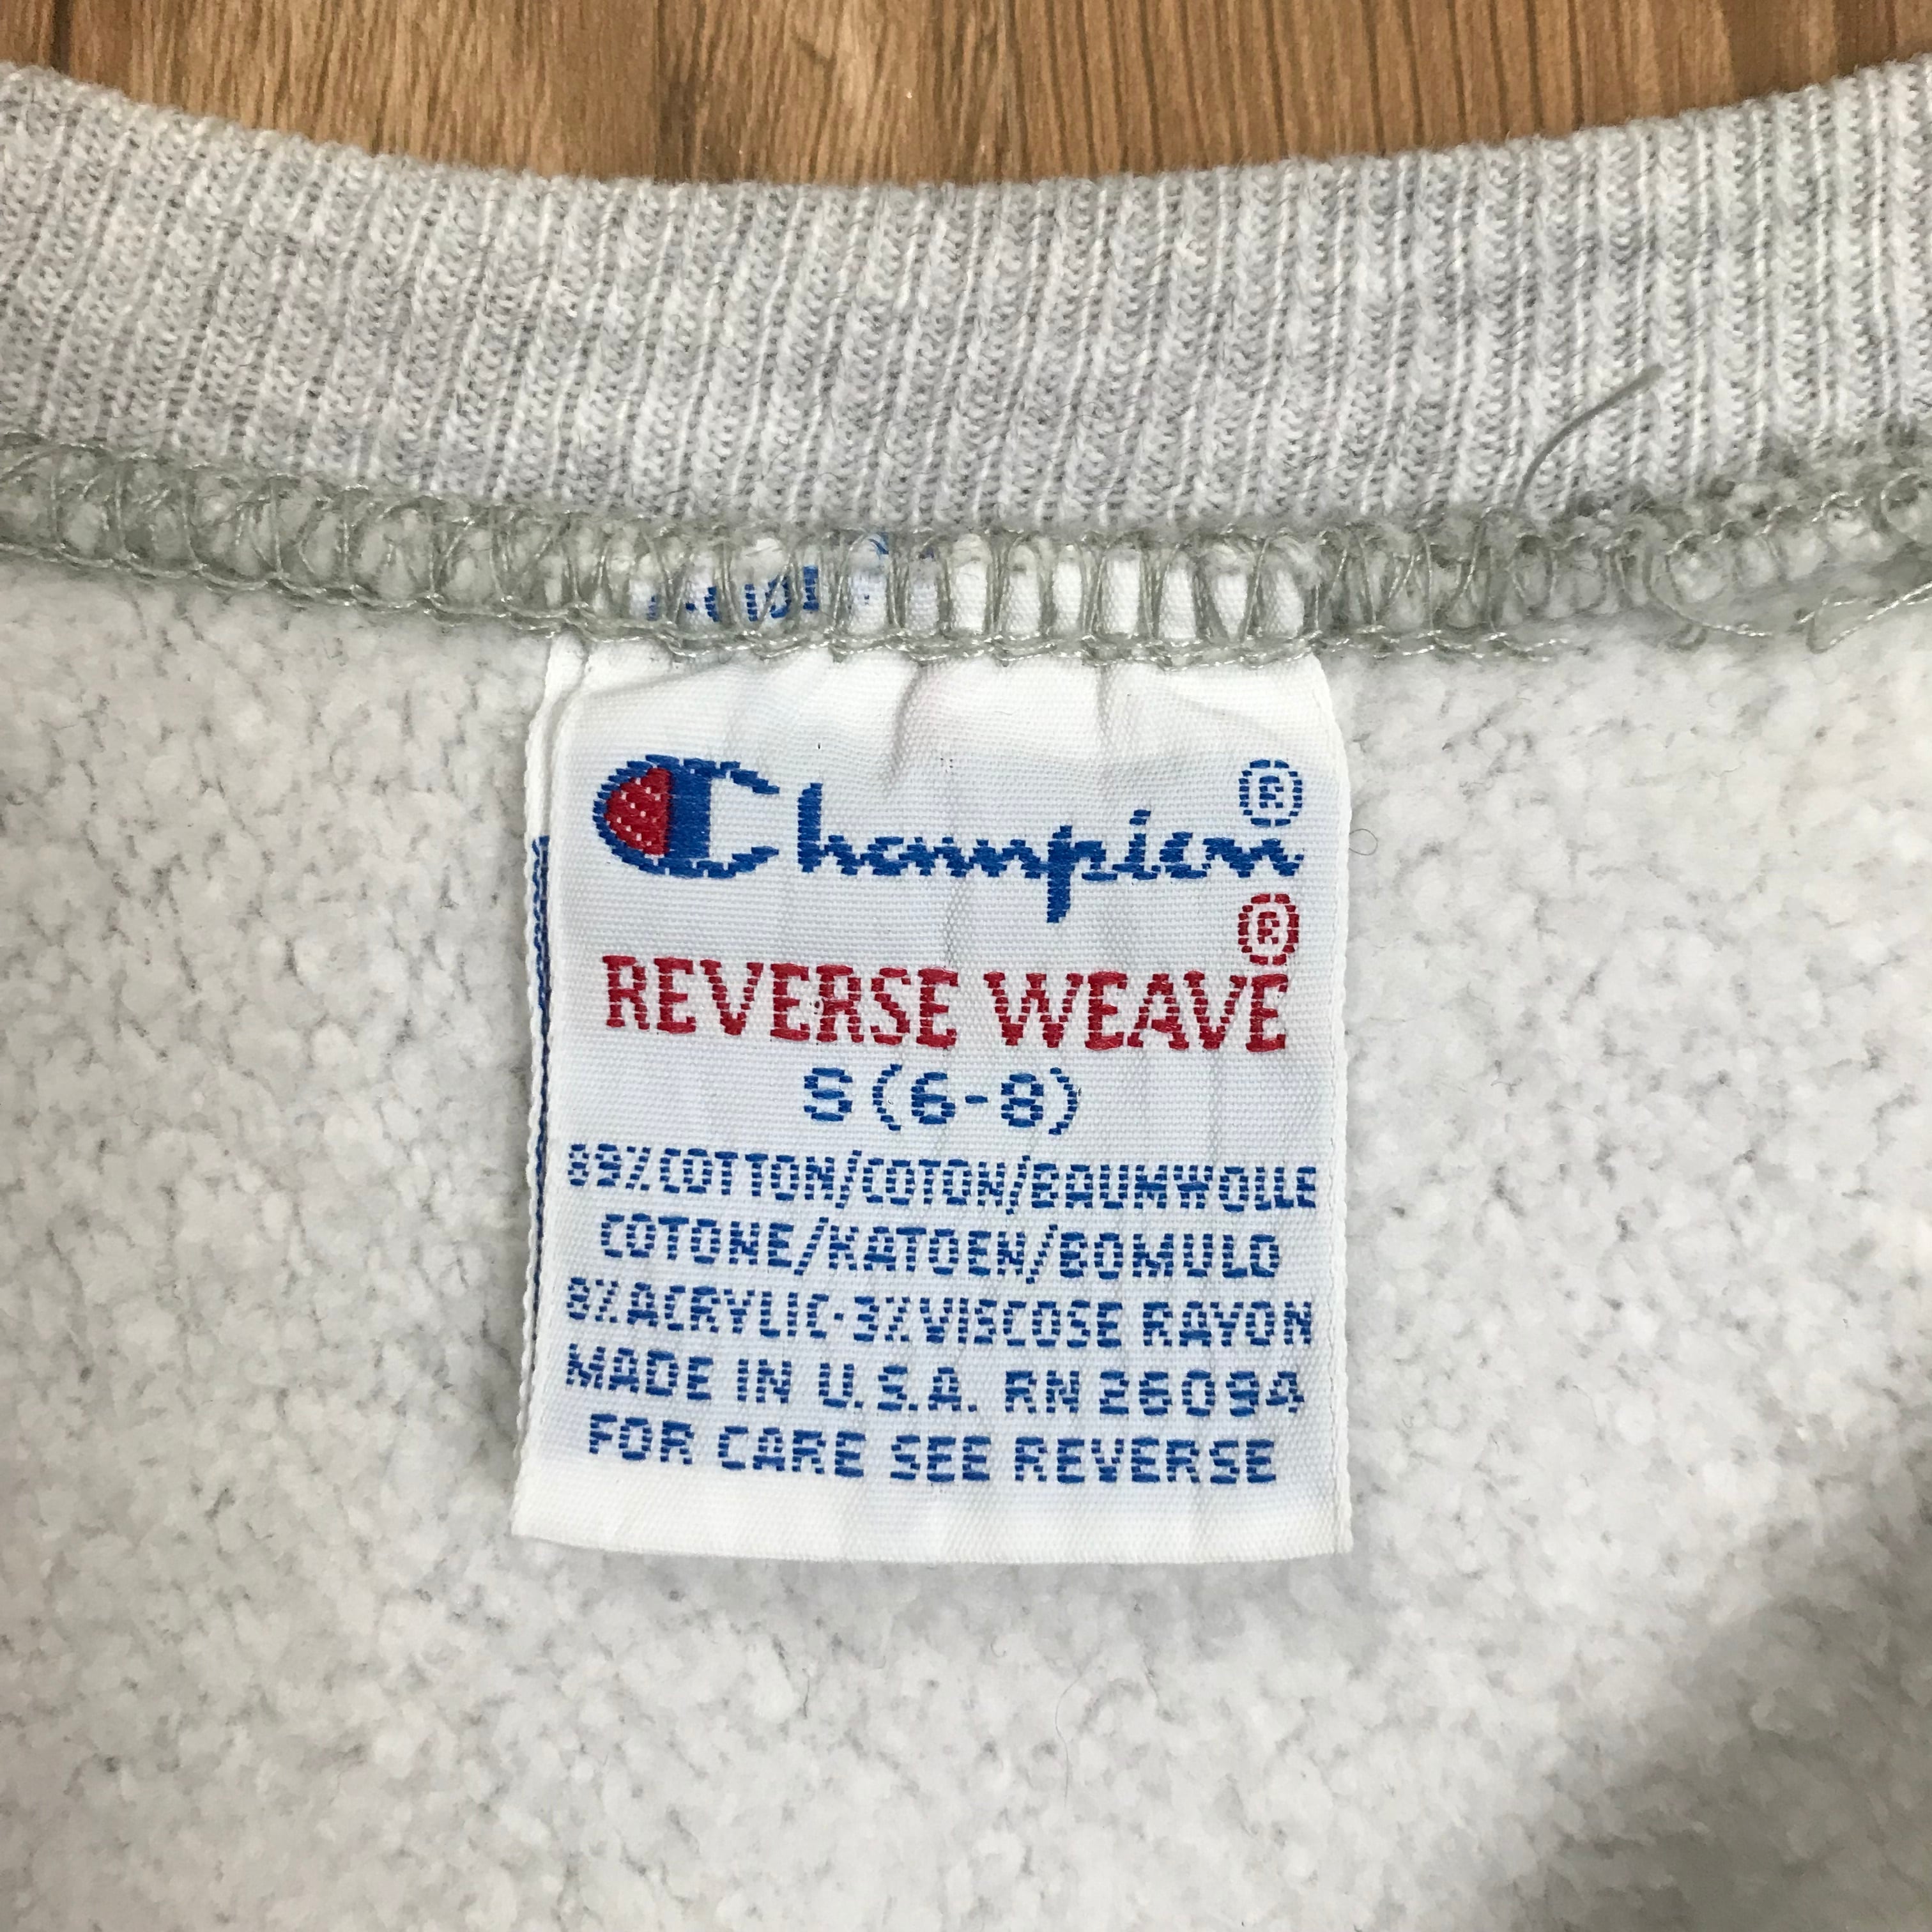 Champion®
REVERSE WEAVE®
S(6-8)
89%COTTON/COTON/BAUMWOLLE
COTONE/KATOEN/BOMULD
8%ACRYLIC·3%VISCOSE RAYON
MADE IN U.S.A. RN 26094
FOR CARE SEE REVERSE